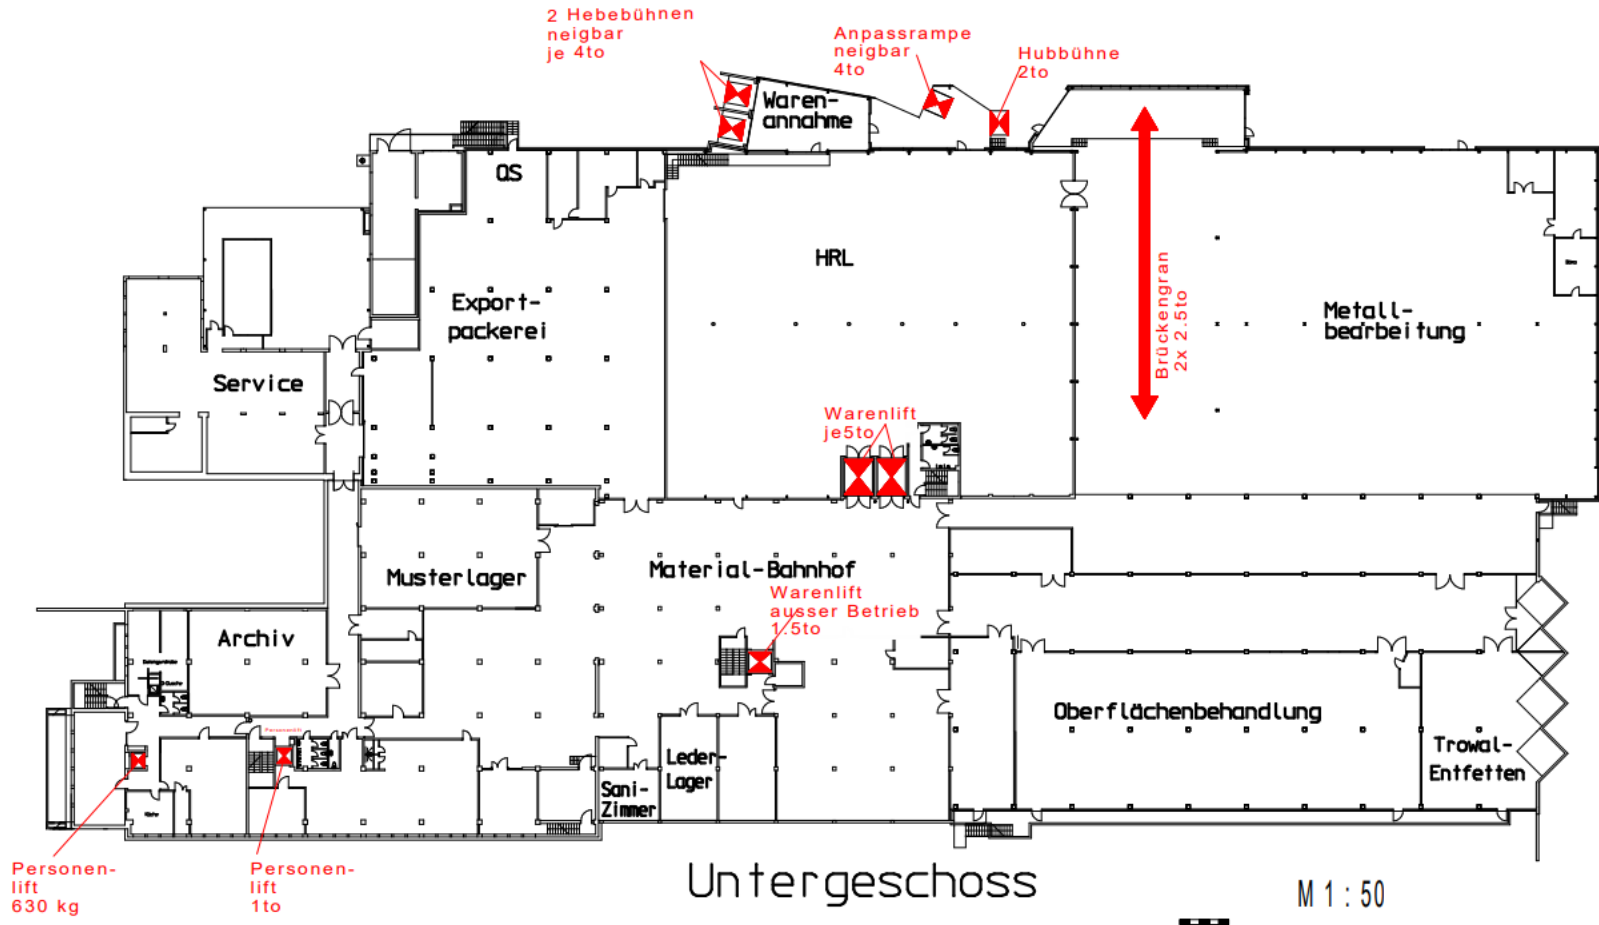 2 Hebebühnen
neigbar
je 4to
Anpassrampe
neigbar
4to
Hubbühne
2to
Waren-
annahme
QS
HRL
Export-
packerei
Brückengran
2x 2.5to
Metall-
bearbeitung
Service
Warenlift
je5to
Musterlager
Material-Bahnhof
Warenlift
ausser Betrieb
1.5to
Archiv
Oberflächenbehandlung
Personenlift
Leder-
Lager
Trowal-
Entfetten
Sani-
Zimmer
Küche
Personen-
lift
630 kg
Personen-
lift
1to
Untergeschoss
M 1 : 50